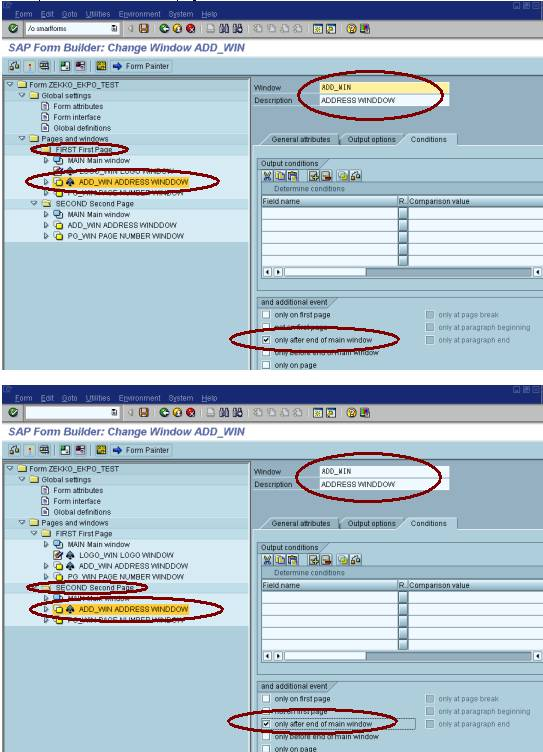 Form Edit Goto Utilities Environment System Help
/o smartforms
SAP Form Builder: Change Window ADD_WIN
Form Painter
Form ZEKKO_EKPO_TEST
Global settings
Form attributes
Form interface
Global definitions
Pages and windows
FIRST First Page
MAIN Main window
LOGO_WIN LOGO WINDOW
ADD_WIN ADDRESS WINDDOW
PG_WIN PAGE NUMBER WINDOW
SECOND Second Page
MAIN Main window
ADD_WIN ADDRESS WINDDOW
PG_WIN PAGE NUMBER WINDOW
Window ADD_WIN
Description ADDRESS WINDDOW
General attributes Output options Conditions
Output conditions
Determine conditions
Field name R. Comparison value
and additional event
only on first page only at page break
not on first page only at paragraph beginning
only after end of main window only at paragraph end
only before end of main window
only on page
Form Edit Goto Utilities Environment System Help
SAP Form Builder: Change Window ADD_WIN
Form Painter
Form ZEKKO_EKPO_TEST
Global settings
Form attributes
Form interface
Global definitions
Pages and windows
FIRST First Page
MAIN Main window
LOGO_WIN LOGO WINDOW
ADD_WIN ADDRESS WINDDOW
PG_WIN PAGE NUMBER WINDOW
SECOND Second Page
MAIN Main window
ADD_WIN ADDRESS WINDDOW
PG_WIN PAGE NUMBER WINDOW
Window ADD_WIN
Description ADDRESS WINDDOW
General attributes Output options Conditions
Output conditions
Determine conditions
Field name R. Comparison value
and additional event
only on first page only at page break
not on first page only at paragraph beginning
only after end of main window only at paragraph end
only before end of main window
only on page